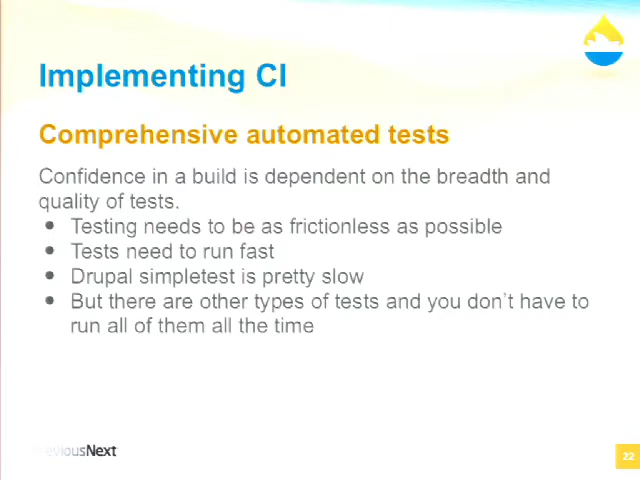 Implementing CI
Comprehensive automated tests
Confidence in a build is dependent on the breadth and
quality of tests.
• Testing needs to be as frictionless as possible
• Tests need to run fast
• Drupal simpletest is pretty slow
• But there are other types of tests and you don't have to
run all of them all the time
PreviousNext
22